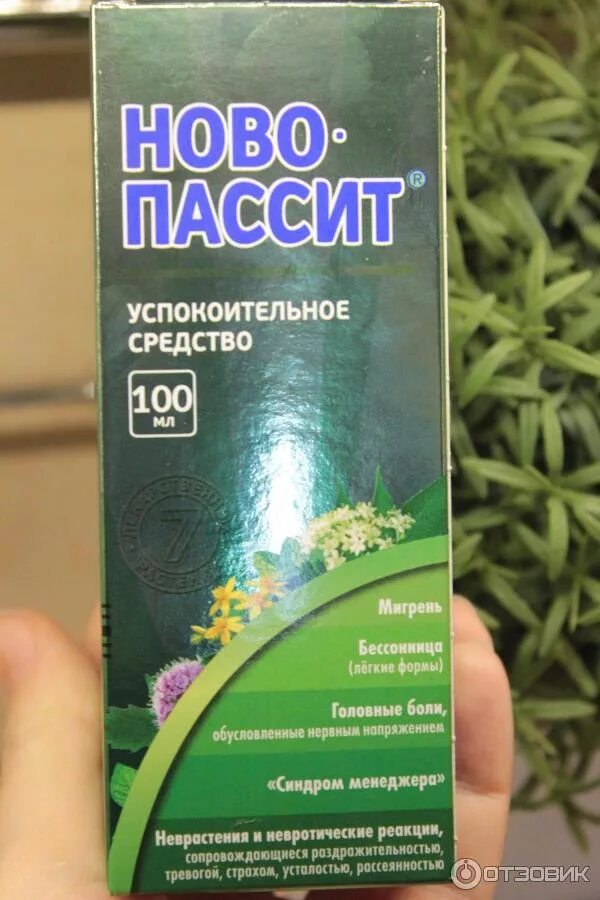 НОВО-
ПАССИТ®
УСПОКОИТЕЛЬНОЕ
СРЕДСТВО
100
мл
7
Мигрень
Бессонница
(лёгкие формы)
Головные боли,
обусловленные нервным напряжением
«Синдром менеджера»
Неврастения и невротические реакции,
сопровождающиеся раздражительностью,
тревогой, страхом, усталостью, рассеянностью
ОТЗОВИК